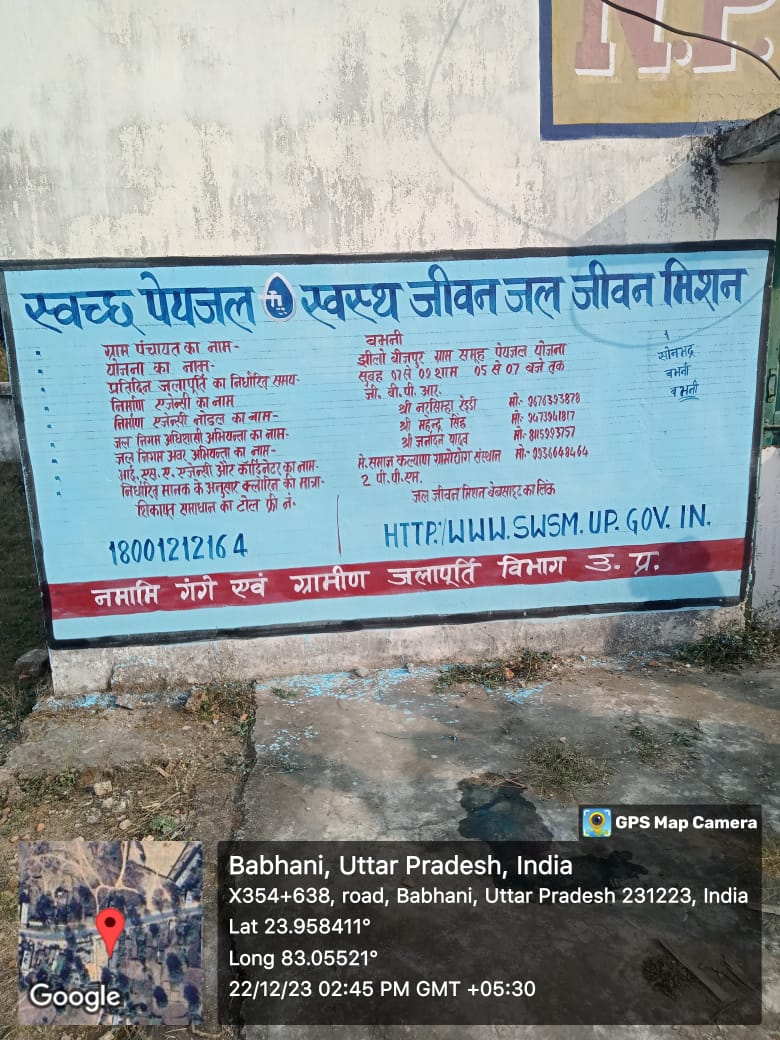 N.P.
स्वच्छ पेयजल स्वस्थ जीवन जल जीवन मिशन
ग्राम पंचायत का नाम- बभनी
योजना का नाम- झीलो बीजपुर ग्राम समूह पेयजल योजना
प्रतिदिन जलापूर्ति का निर्धारित समय- सुबह 07 से 09 शाम 05 से 07 बजे तक
निर्माण एजेन्सी का नाम जी. वी. पी. आर.
निर्माण एजेन्सी नोडल का नाम- श्री नरसिम्हा रेड्डी मो:- 9676393878
जल निगम अधिशासी अभियन्ता का नाम- श्री महेन्द्र सिंह मो:- 9473941817
जल निगम अवर अभियन्ता का नाम- श्री जनार्दन यादव मो:- 8115993757
आई. एस. ए. एजेन्सी और कॉर्डिनेटर का नाम. मे. समाज कल्याण ग्रामोद्योग संस्थान मो:- 9936648464
निर्धारित मानक के अनुसार क्लोरिन की मात्रा- 2 पी. पी. एम.
शिकायत समाधान का टोल फ्री नं. जल जीवन मिशन वेबसाइट का लिंक
सोनभद्र
बभनी
बभनी
18001212164 HTTP:/WWW.SWSM.UP.GOV.IN.
नमामि गंगे एवं ग्रामीण जलापूर्ति विभाग उ. प्र.
GPS Map Camera
Babhani, Uttar Pradesh, India
X354+638, road, Babhani, Uttar Pradesh 231223, India
Lat 23.958411°
Long 83.05521°
22/12/23 02:45 PM GMT +05:30
Google